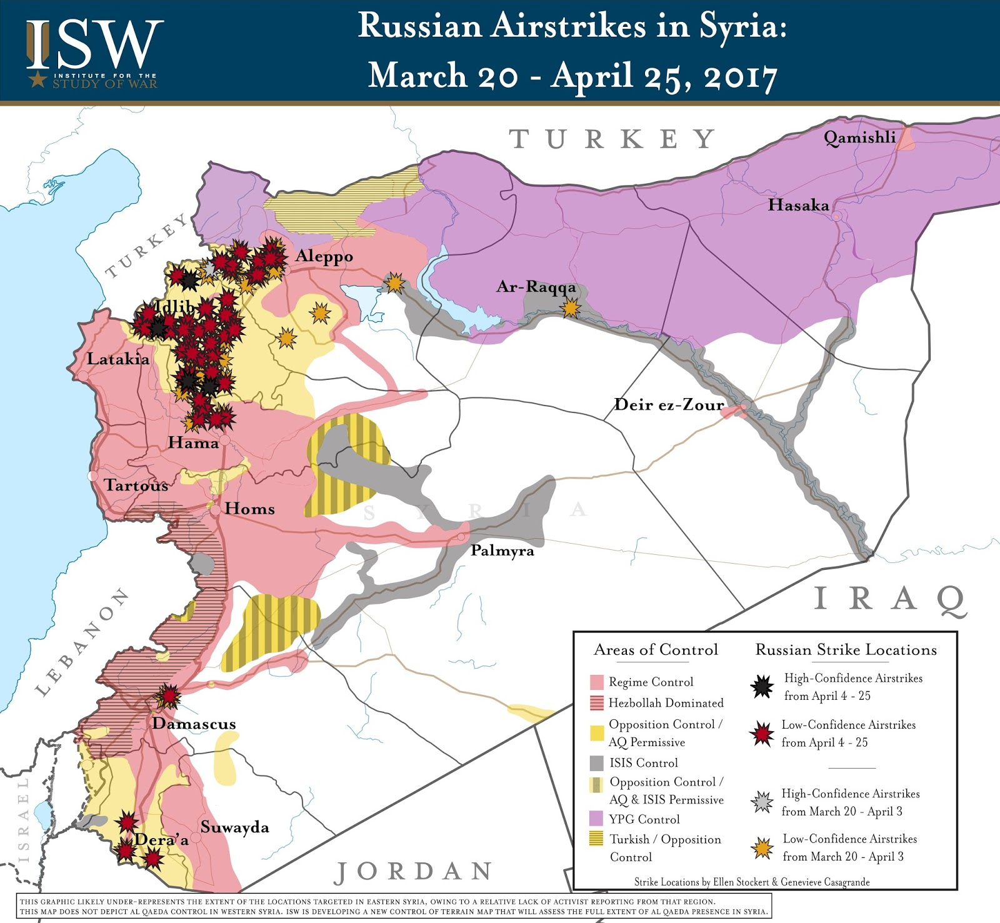 ISW
INSTITUTE FOR THE
STUDY OF WAR
Russian Airstrikes in Syria:
March 20 - April 25, 2017
TURKEY
Qamishli
Hasaka
TURKEY
Aleppo
Ar-Raqqa
Idlib
Latakia
Deir ez-Zour
Hama
Tartous
Homs
SYRIA
Palmyra
IRAQ
LEBANON
Damascus
ISRAEL
Suwayda
Dera'a
JORDAN
Areas of Control
Regime Control
Hezbollah Dominated
Opposition Control /
AQ Permissive
ISIS Control
Opposition Control /
AQ & ISIS Permissive
YPG Control
Turkish / Opposition
Control
Russian Strike Locations
High-Confidence Airstrikes
from April 4 - 25
Low-Confidence Airstrikes
from April 4 - 25
High-Confidence Airstrikes
from March 20 - April 3
Low-Confidence Airstrikes
from March 20 - April 3
Strike Locations by Ellen Stockert & Genevieve Casagrande
THIS GRAPHIC LIKELY UNDER-REPRESENTS THE EXTENT OF THE LOCATIONS TARGETED IN EASTERN SYRIA, OWING TO A RELATIVE LACK OF ACTIVIST REPORTING FROM THAT REGION.
THIS MAP DOES NOT DEPICT AL QAEDA CONTROL IN WESTERN SYRIA. ISW IS DEVELOPING A NEW CONTROL OF TERRAIN MAP THAT WILL ASSESS THE FULL EXTENT OF AL QAEDA PRESENCE IN SYRIA.